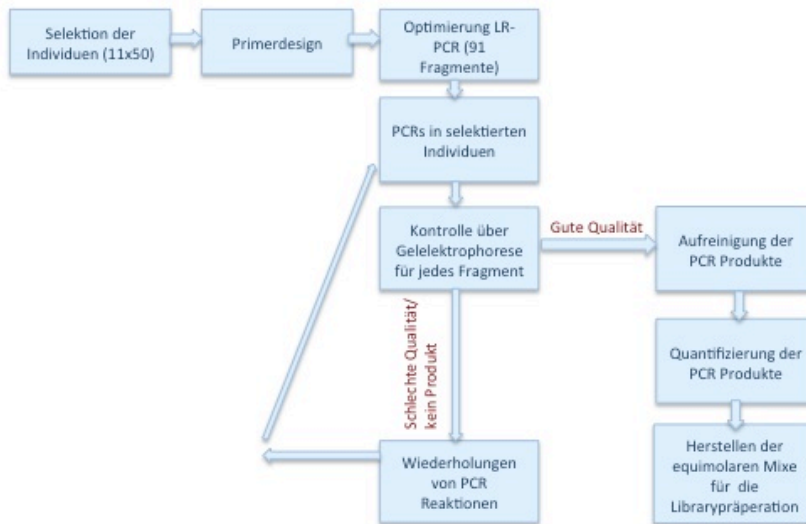 Selektion der
Individuen (11x50)
Primerdesign
Optimierung LR-
PCR (91
Fragmente)
PCRs in selektierten
Individuen
Kontrolle über
Gelelektrophorese
für jedes Fragment
Gute Qualität
Aufreinigung der
PCR Produkte
Schlechte Qualität/
kein Produkt
Quantifizierung der
PCR Produkte
Wiederholungen
von PCR
Reaktionen
Herstellen der
equimolaren Mixe
für die
Librarypräperation